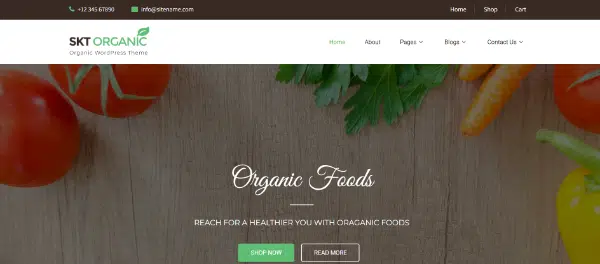 +12 345 67890 info@sitename.com Home Shop Cart
SKT ORGANIC
Organic WordPress Theme
Home About Pages Blogs Contact Us
Organic Foods
REACH FOR A HEALTHIER YOU WITH ORAGANIC FOODS
SHOP NOW READ MORE